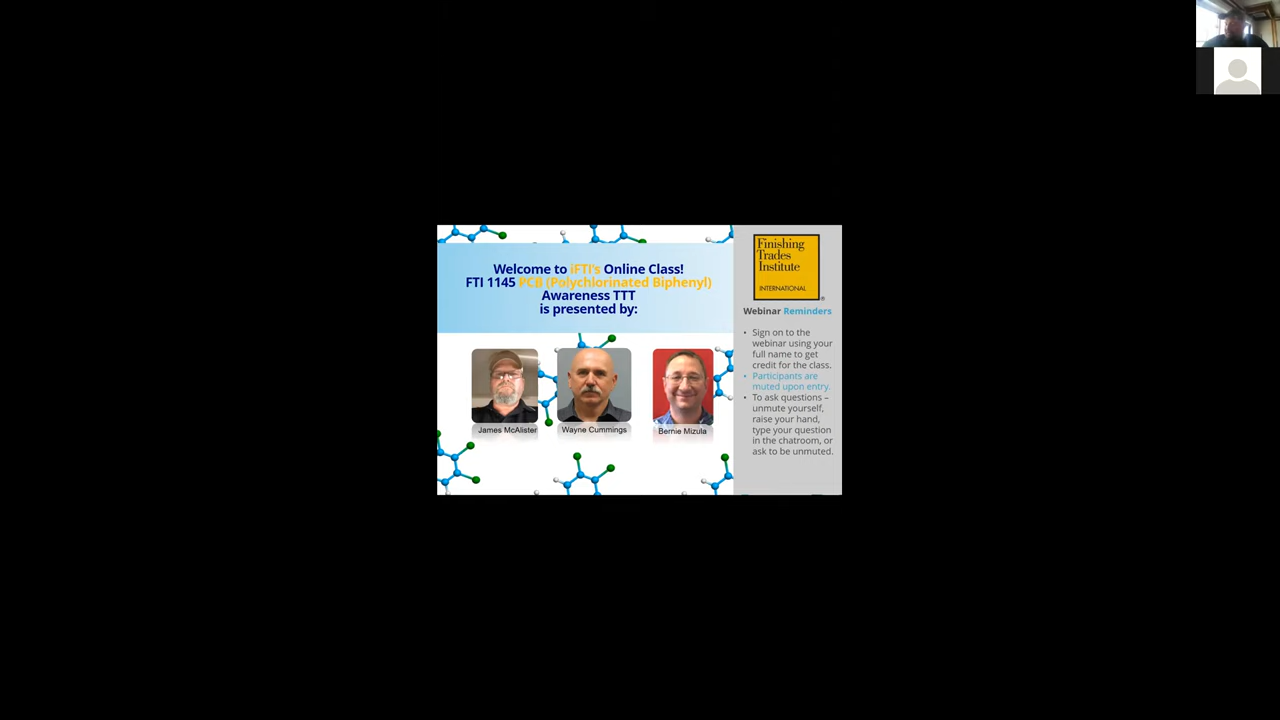 Welcome to iFTI's Online Class!
FTI 1145 PCB (Polychlorinated Biphenyl)
Awareness TTT
is presented by:
James McAlister
Wayne Cummings
Bernie Mizula
Finishing
Trades
Institute
INTERNATIONAL
®
Webinar Reminders
• Sign on to the
webinar using your
full name to get
credit for the class.
• Participants are
muted upon entry.
• To ask questions –
unmute yourself,
raise your hand,
type your question
in the chatroom, or
ask to be unmuted.